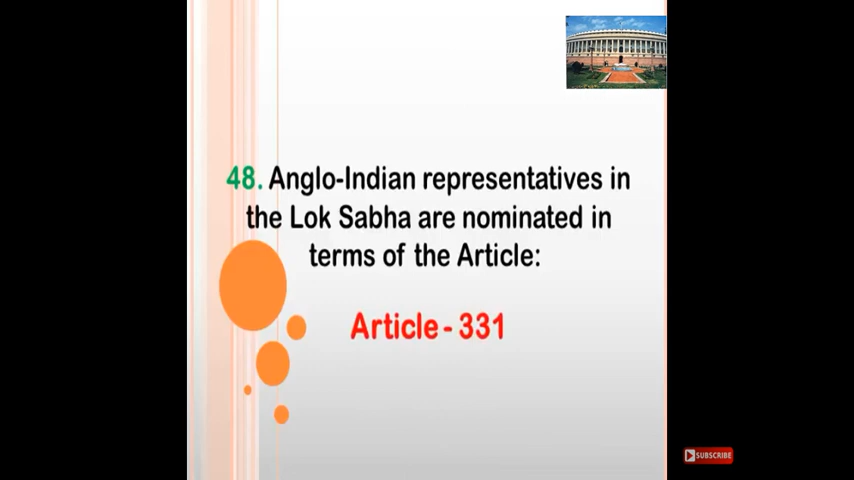 48. Anglo-Indian representatives in
the Lok Sabha are nominated in
terms of the Article:
Article - 331
SUBSCRIBE